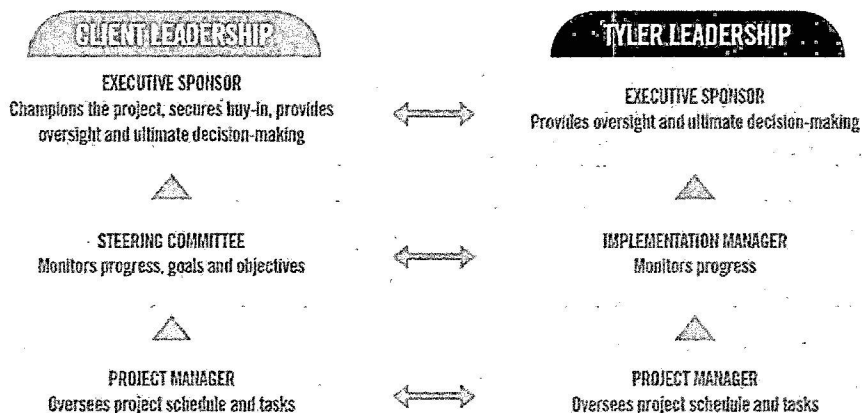 CLIENT LEADERSHIP
TYLER LEADERSHIP
EXECUTIVE SPONSOR
Champions the project, secures buy-in, provides
oversight and ultimate decision-making
EXECUTIVE SPONSOR
Provides oversight and ultimate decision-making
STEERING COMMITTEE
Monitors progress, goals and objectives
IMPLEMENTATION MANAGER
Monitors progress
PROJECT MANAGER
Oversees project schedule and tasks
PROJECT MANAGER
Oversees project schedule and tasks